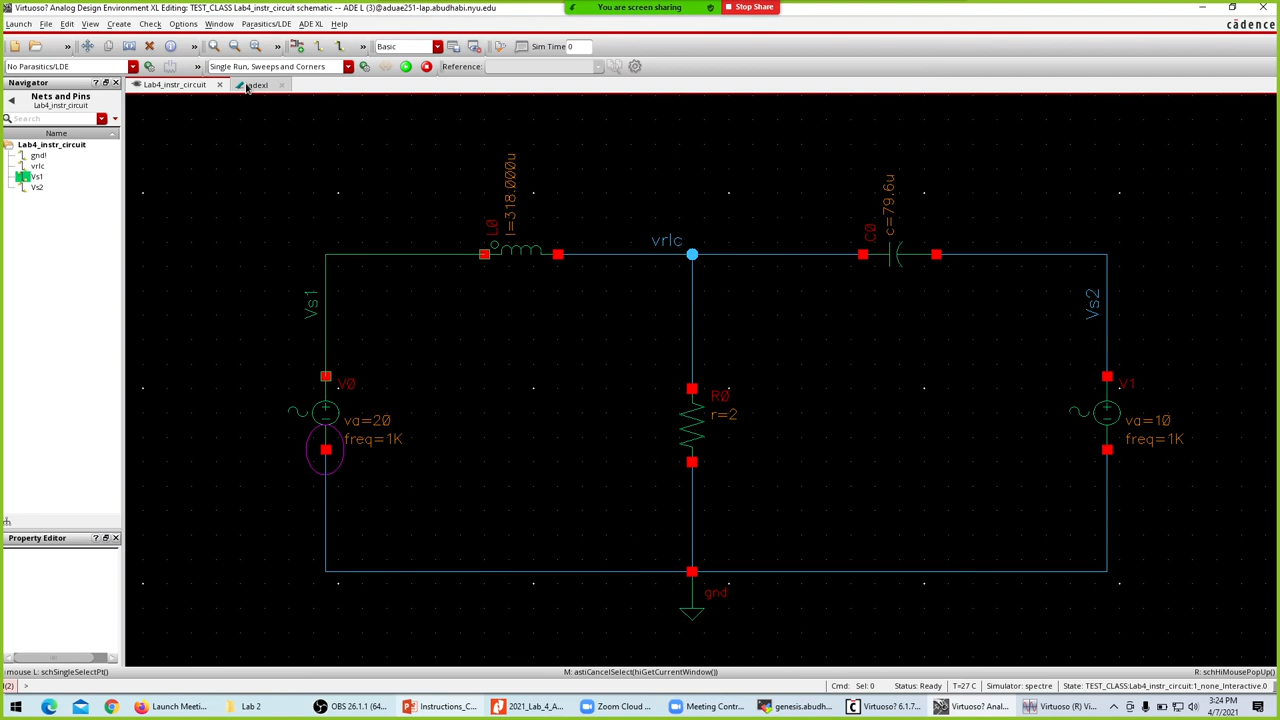 Virtuoso? Analog Design Environment XL Editing: TEST_CLASS Lab4_instr_circuit schematic -- ADE L (3)@aduae251-lap.abudhabi.nyu.edu
You are screen sharing
Stop Share
Launch File Edit View Create Check Options Window Parasitics/LDE ADE XL Help
cādence
» » » Basic Sim Time 0
No Parasitics/LDE » Single Run, Sweeps and Corners Reference:
Navigator ? ×
Lab4_instr_circuit × adexl ×
Nets and Pins
Lab4_instr_circuit
Search
Name
Lab4_instr_circuit
gnd!
vrlc
Vs1
Vs2
L0
l=318.000u
vrlc
C0
c=79.6u
Vs1
Vs2
V0
va=20
freq=1K
R0
r=2
V1
va=10
freq=1K
gnd
Property Editor ? ×
mouse L: schSingleSelectPt() M: astiCancelSelect(hiGetCurrentWindow()) R: schHiMousePopUp()
(2) > Cmd: Sel: 0 Status: Ready T=27 C Simulator: spectre State: TEST_CLASS:Lab4_instr_circuit:1_none_Interactive.0
Launch Meeti... Lab 2 OBS 26.1.1 (64... Instructions_C... 2021_Lab_4_A... Zoom Cloud ... Meeting Contr... genesis.abudh... Virtuoso? 6.1.7... Virtuoso? Anal... Virtuoso (R) Vi... 3:24 PM
4/7/2021